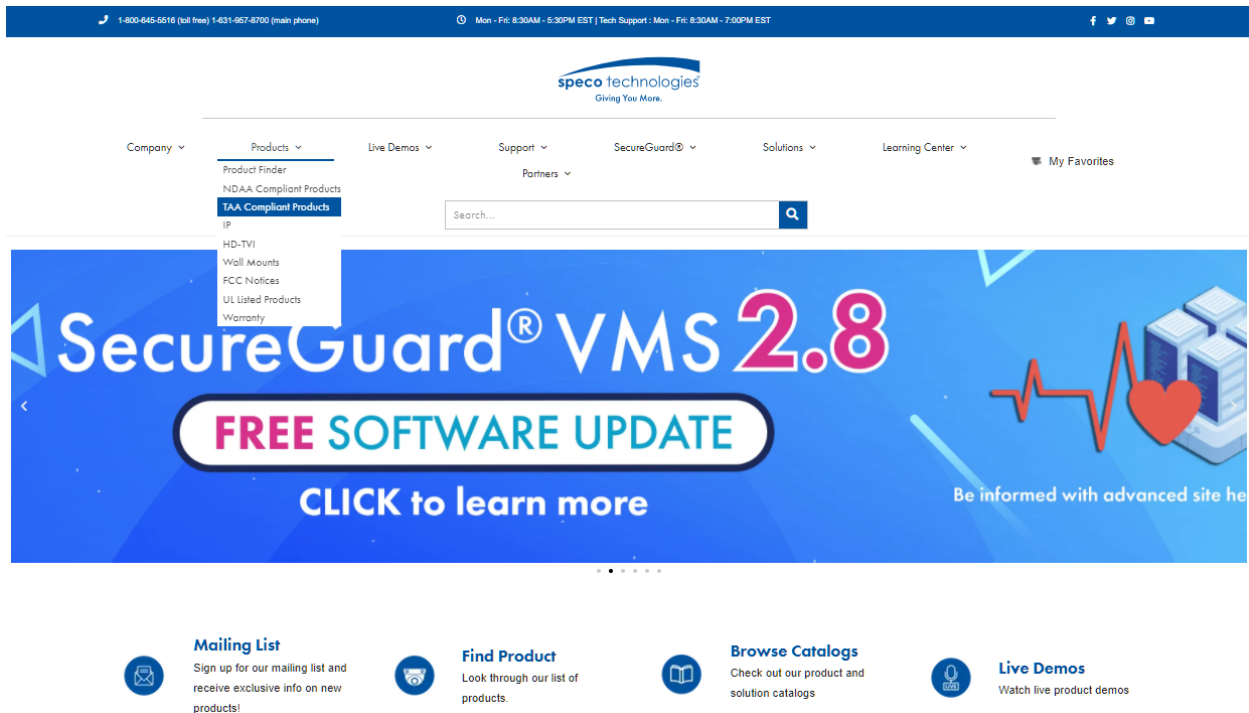 1-800-645-5516 (toll free) 1-631-957-8700 (main phone)
Mon - Fri: 8:30AM - 5:30PM EST | Tech Support : Mon - Fri: 8:30AM - 7:00PM EST
speco technologies
Giving You More.
Company
Products
Live Demos
Support
SecureGuard®
Solutions
Learning Center
Partners
My Favorites
Product Finder
NDAA Compliant Products
TAA Compliant Products
IP
HD-TVI
Wall Mounts
FCC Notices
UL Listed Products
Warranty
Search...
SecureGuard® VMS 2.8
FREE SOFTWARE UPDATE
CLICK to learn more
Be informed with advanced site he
Mailing List
Sign up for our mailing list and
receive exclusive info on new
products!
Find Product
Look through our list of
products.
Browse Catalogs
Check out our product and
solution catalogs
LIVE
Live Demos
Watch live product demos